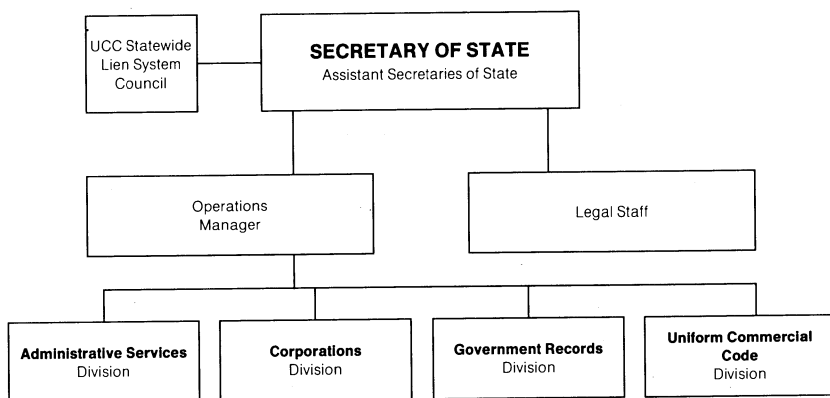 UCC Statewide
Lien System
Council
SECRETARY OF STATE
Assistant Secretaries of State
Operations
Manager
Legal Staff
Administrative Services
Division
Corporations
Division
Government Records
Division
Uniform Commercial
Code
Division